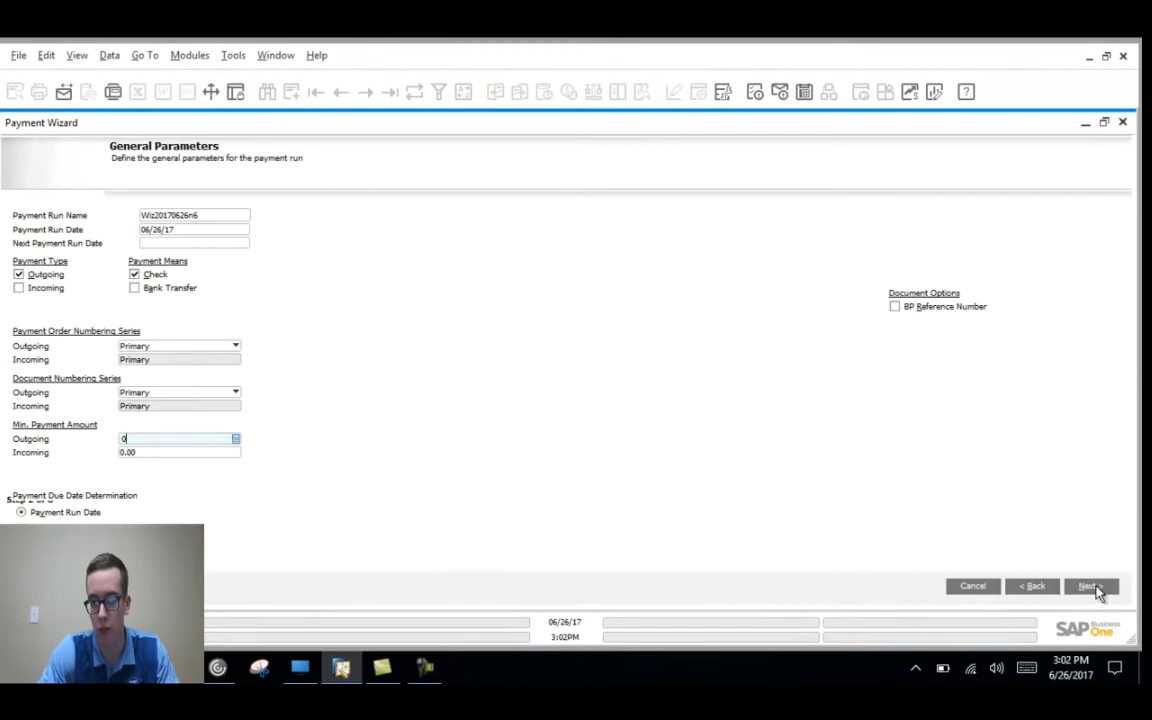 File Edit View Data Go To Modules Tools Window Help
Payment Wizard
General Parameters
Define the general parameters for the payment run
Payment Run Name Wiz20170626n6
Payment Run Date 06/26/17
Next Payment Run Date
Payment Type Payment Means
Outgoing Check
Incoming Bank Transfer
Document Options
BP Reference Number
Payment Order Numbering Series
Outgoing Primary
Incoming Primary
Document Numbering Series
Outgoing Primary
Incoming Primary
Min. Payment Amount
Outgoing 0
Incoming 0.00
Payment Due Date Determination
Payment Run Date
Cancel < Back Next >
06/26/17
3:02PM
SAP Business One
3:02 PM
6/26/2017